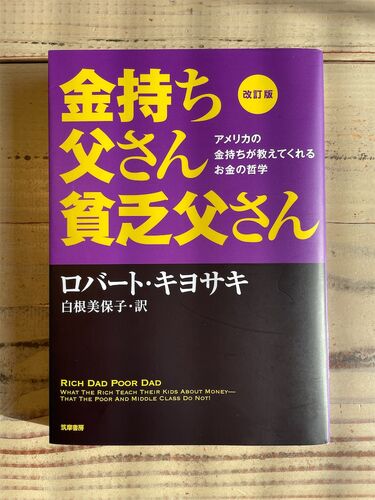 金持ち
父さん
貧乏父さん
改訂版
アメリカの
金持ちが教えてくれる
お金の哲学
ロバート・キヨサキ
白根美保子・訳
RICH DAD POOR DAD
WHAT THE RICH TEACH THEIR KIDS ABOUT MONEY—
THAT THE POOR AND MIDDLE CLASS DO NOT!
筑摩書房